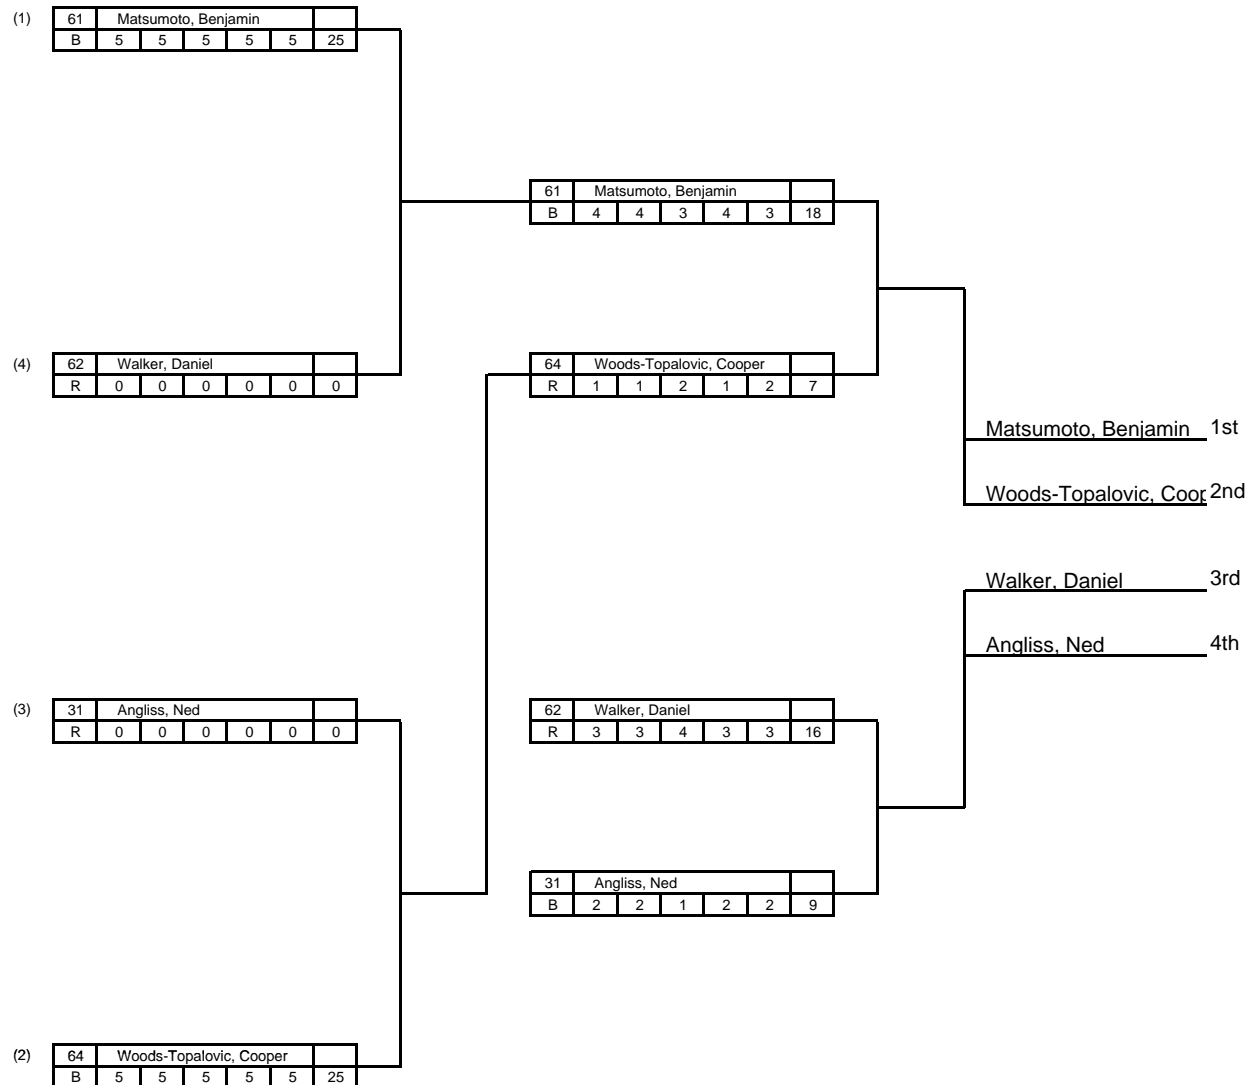 (1) 61 Matsumoto, Benjamin
B 5 5 5 5 5 25
61 Matsumoto, Benjamin
B 4 4 3 4 3 18
(4) 62 Walker, Daniel
R 0 0 0 0 0 0
64 Woods-Topalovic, Cooper
R 1 1 2 1 2 7
Matsumoto, Benjamin 1st
Woods-Topalovic, Coop 2nd
Walker, Daniel 3rd
Angliss, Ned 4th
(3) 31 Angliss, Ned
R 0 0 0 0 0 0
62 Walker, Daniel
R 3 3 4 3 3 16
31 Angliss, Ned
B 2 2 1 2 2 9
(2) 64 Woods-Topalovic, Cooper
B 5 5 5 5 5 25